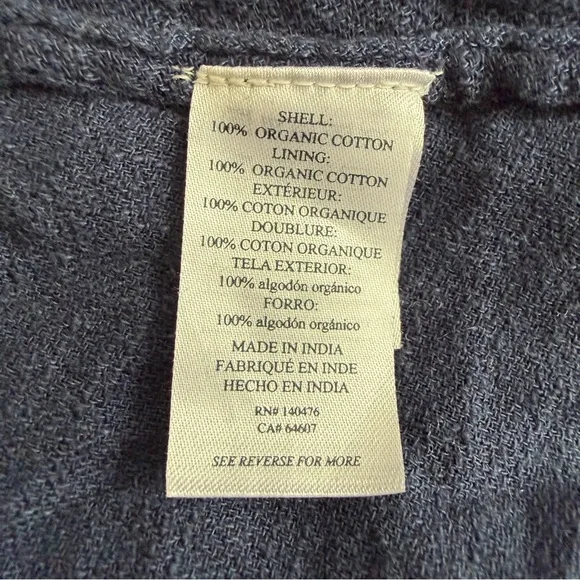 SHELL:
100% ORGANIC COTTON
LINING:
100% ORGANIC COTTON
EXTÉRIEUR:
100% COTON ORGANIQUE
DOUBLURE:
100% COTON ORGANIQUE
TELA EXTERIOR:
100% algodón orgánico
FORRO:
100% algodón orgánico
MADE IN INDIA
FABRIQUÉ EN INDE
HECHO EN INDIA
RN# 140476
CA# 64607
SEE REVERSE FOR MORE